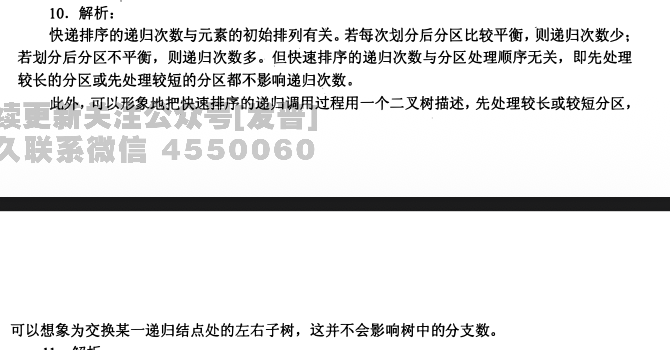 10. 解析：
快递排序的递归次数与元素的初始排列有关。若每次划分后分区比较平衡，则递归次数少；
若划分后分区不平衡，则递归次数多。但快速排序的递归次数与分区处理顺序无关，即先处理
较长的分区或先处理较短的分区都不影响递归次数。
此外，可以形象地把快速排序的递归调用过程用一个二叉树描述，先处理较长或较短分区，
续更新关注公众号[发
久联系微信 4550060
可以想象为交换某一递归结点处的左右子树，这并不会影响树中的分支数。
11. 解析